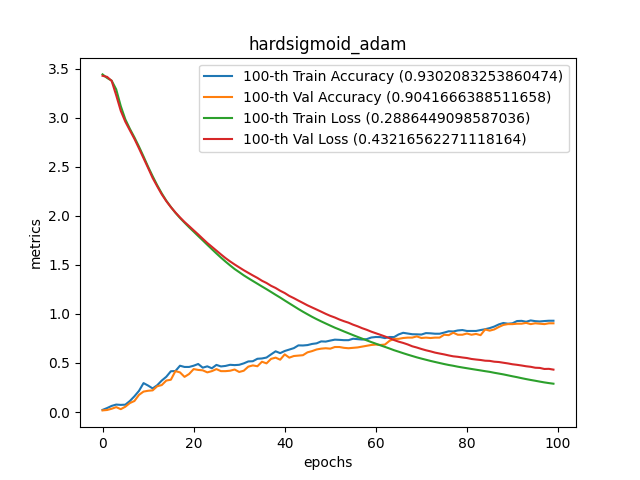 hardsigmoid_adam
3.5
3.0
2.5
2.0
1.5
1.0
0.5
0.0
metrics
100-th Train Accuracy (0.9302083253860474)
100-th Val Accuracy (0.9041666388511658)
100-th Train Loss (0.2886449098587036)
100-th Val Loss (0.43216562271118164)
0 20 40 60 80 100
epochs